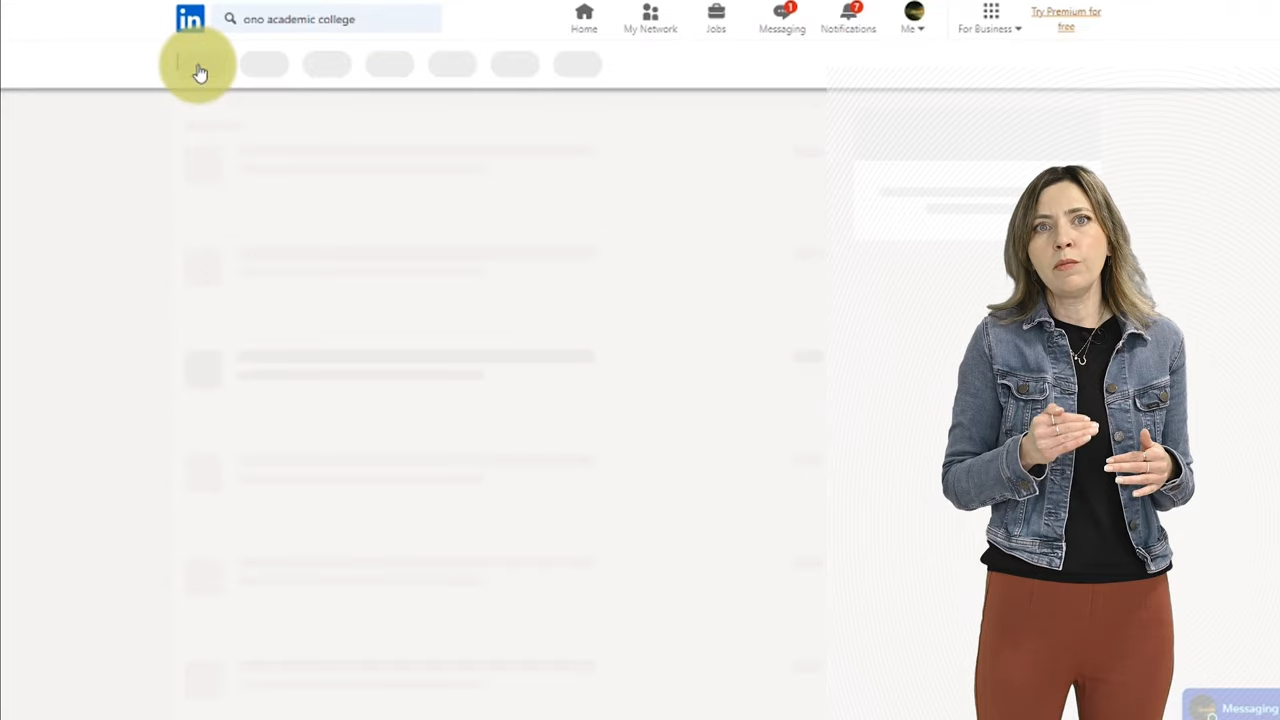 in
ono academic college
Home
My Network
Jobs
1
Messaging
7
Notifications
Me
For Business
Try Premium for
free
Messaging